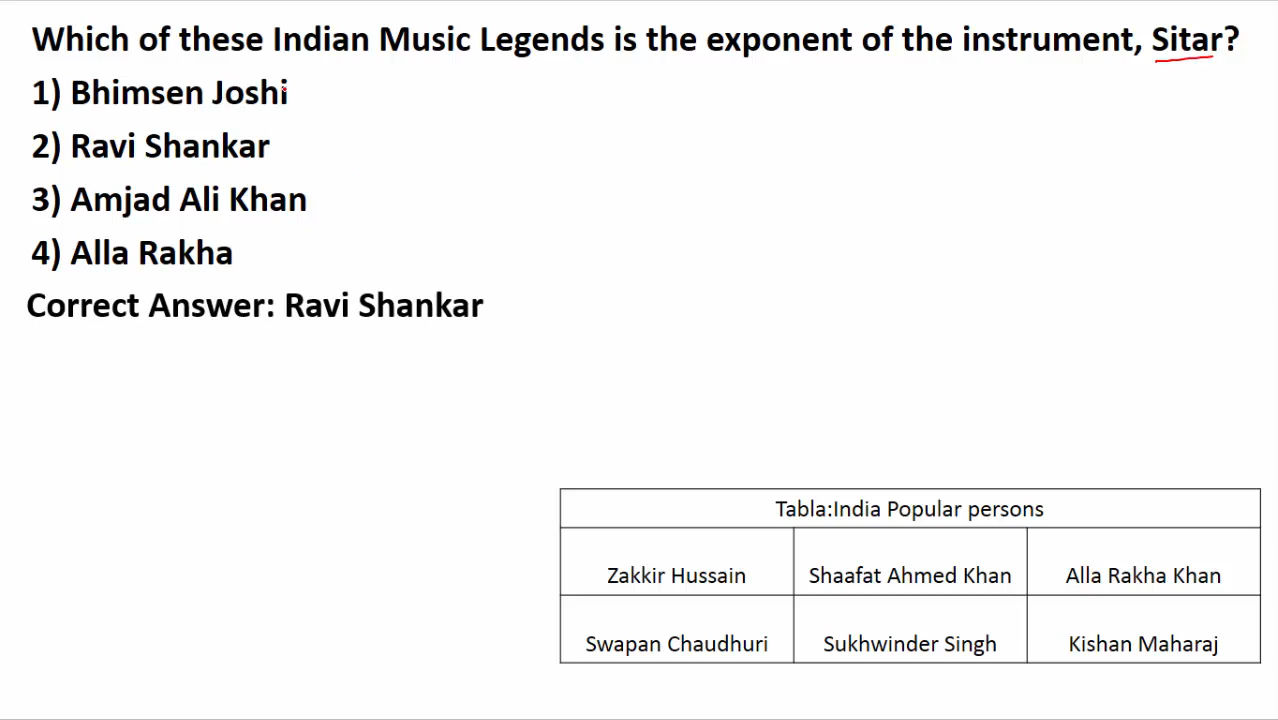 Which of these Indian Music Legends is the exponent of the instrument, Sitar?
1) Bhimsen Joshi
2) Ravi Shankar
3) Amjad Ali Khan
4) Alla Rakha
Correct Answer: Ravi Shankar
Tabla:India Popular persons
Zakkir Hussain Shaafat Ahmed Khan Alla Rakha Khan
Swapan Chaudhuri Sukhwinder Singh Kishan Maharaj